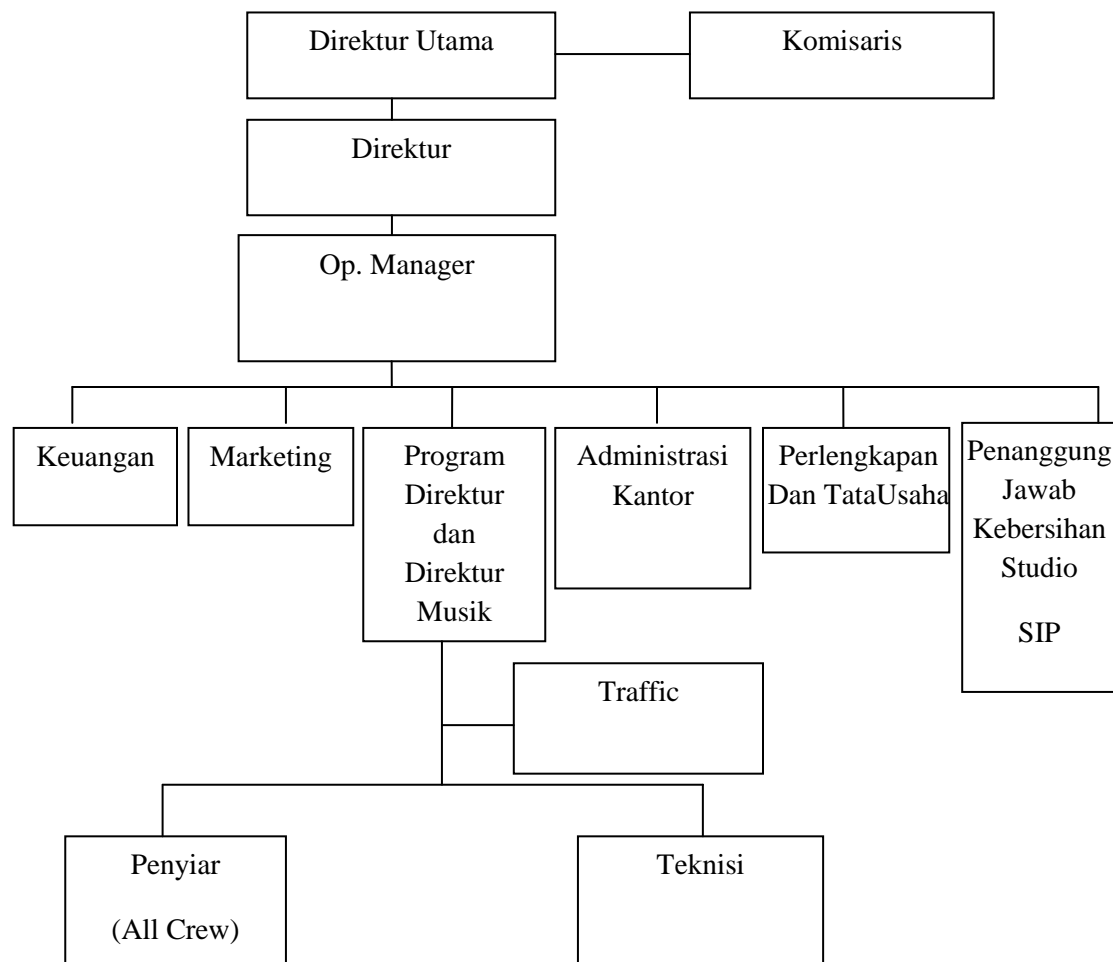 Direktur Utama
Komisaris
Direktur
Op. Manager
Keuangan
Marketing
Program
Direktur
dan
Direktur
Musik
Administrasi
Kantor
Perlengkapan
Dan TataUsaha
Penanggung
Jawab
Kebersihan
Studio
SIP
Traffic
Penyiar
(All Crew)
Teknisi